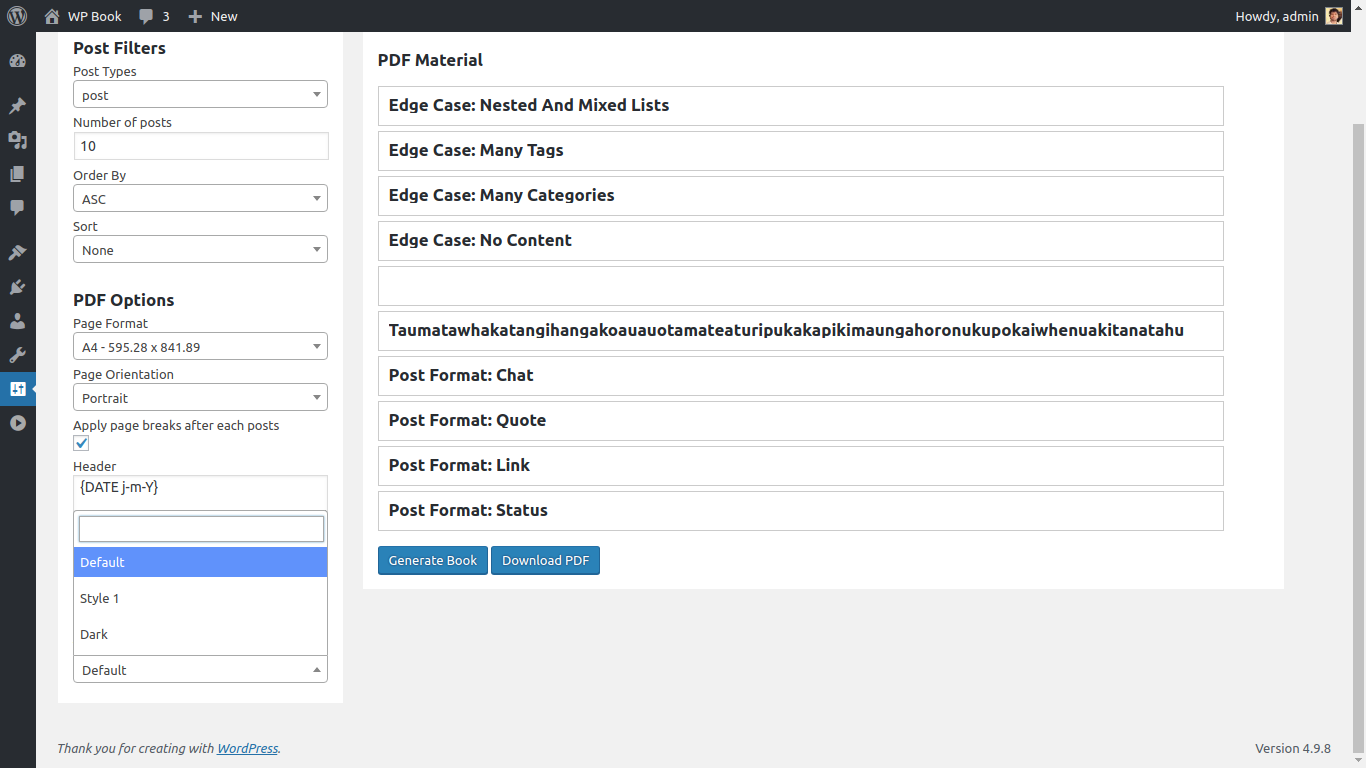 WP Book 3 New Howdy, admin
Post Filters
Post Types
post
Number of posts
10
Order By
ASC
Sort
None
PDF Options
Page Format
A4 - 595.28 x 841.89
Page Orientation
Portrait
Apply page breaks after each posts
Header
{DATE j-m-Y}
Default
Style 1
Dark
Default
PDF Material
Edge Case: Nested And Mixed Lists
Edge Case: Many Tags
Edge Case: Many Categories
Edge Case: No Content
Taumatawhakatangihangakoauauotamateaturipukakapikimaungahoronukupokaiwhenuakitanatahu
Post Format: Chat
Post Format: Quote
Post Format: Link
Post Format: Status
Generate Book Download PDF
Thank you for creating with WordPress. Version 4.9.8